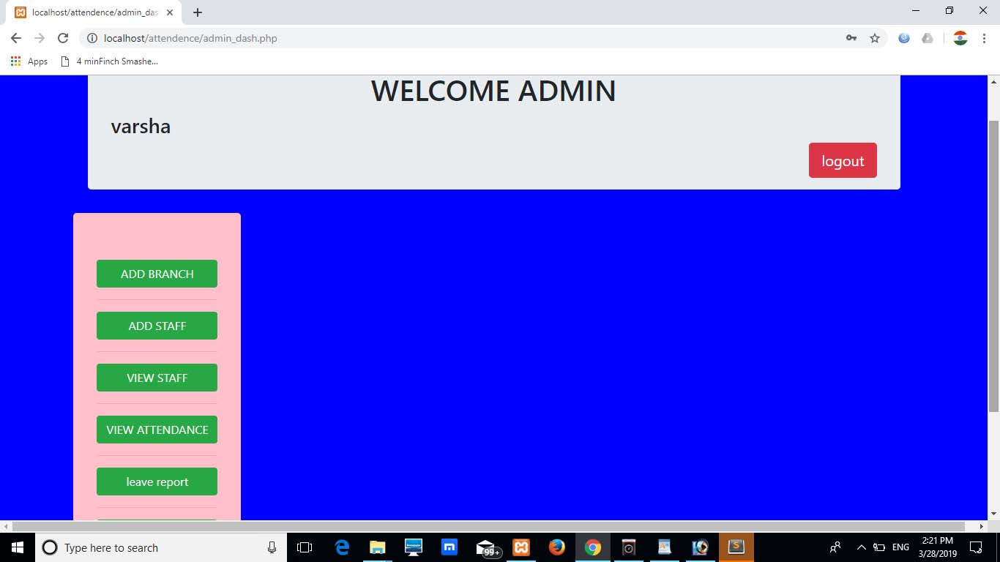 localhost/attendence/admin_das
localhost/attendence/admin_dash.php
Apps
4 minFinch Smashe...
WELCOME ADMIN
varsha
logout
ADD BRANCH
ADD STAFF
VIEW STAFF
VIEW ATTENDANCE
leave report
Type here to search
99+
ENG
2:21 PM
3/28/2019